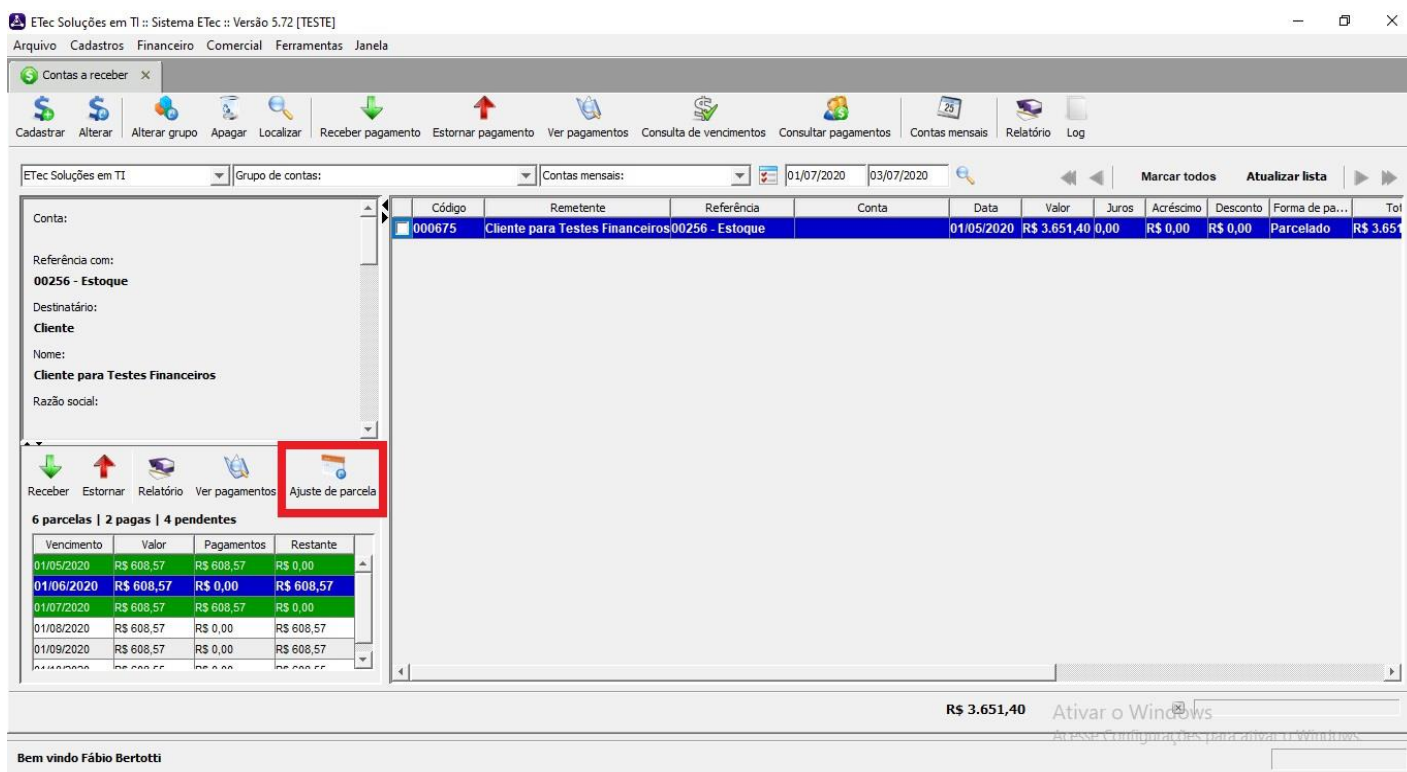 ETec Soluções em TI :: Sistema ETec :: Versão 5.72 [TESTE]
Arquivo Cadastros Financeiro Comercial Ferramentas Janela
Contas a receber
Cadastrar Alterar Alterar grupo Apagar Localizar Receber pagamento Estornar pagamento Ver pagamentos Consulta de vencimentos Consultar pagamentos Contas mensais Relatório Log
ETec Soluções em TI Grupo de contas: Contas mensais: 01/07/2020 03/07/2020 Marcar todos Atualizar lista
Conta:
Referência com:
00256 - Estoque
Destinatário:
Cliente
Nome:
Cliente para Testes Financeiros
Razão social:
Código Remetente Referência Conta Data Valor Juros Acréscimo Desconto Forma de pa... Tot
000675 Cliente para Testes Financeiros 00256 - Estoque 01/05/2020 R$ 3.651,40 0,00 R$ 0,00 R$ 0,00 Parcelado R$ 3.651
Receber Estornar Relatório Ver pagamentos Ajuste de parcela
6 parcelas | 2 pagas | 4 pendentes
Vencimento Valor Pagamentos Restante
01/05/2020 R$ 608,57 R$ 608,57 R$ 0,00
01/06/2020 R$ 608,57 R$ 0,00 R$ 608,57
01/07/2020 R$ 608,57 R$ 608,57 R$ 0,00
01/08/2020 R$ 608,57 R$ 0,00 R$ 608,57
01/09/2020 R$ 608,57 R$ 0,00 R$ 608,57
R$ 3.651,40
Ativar o Windows
Acesse Configurações para ativar o Windows.
Bem vindo Fábio Bertotti